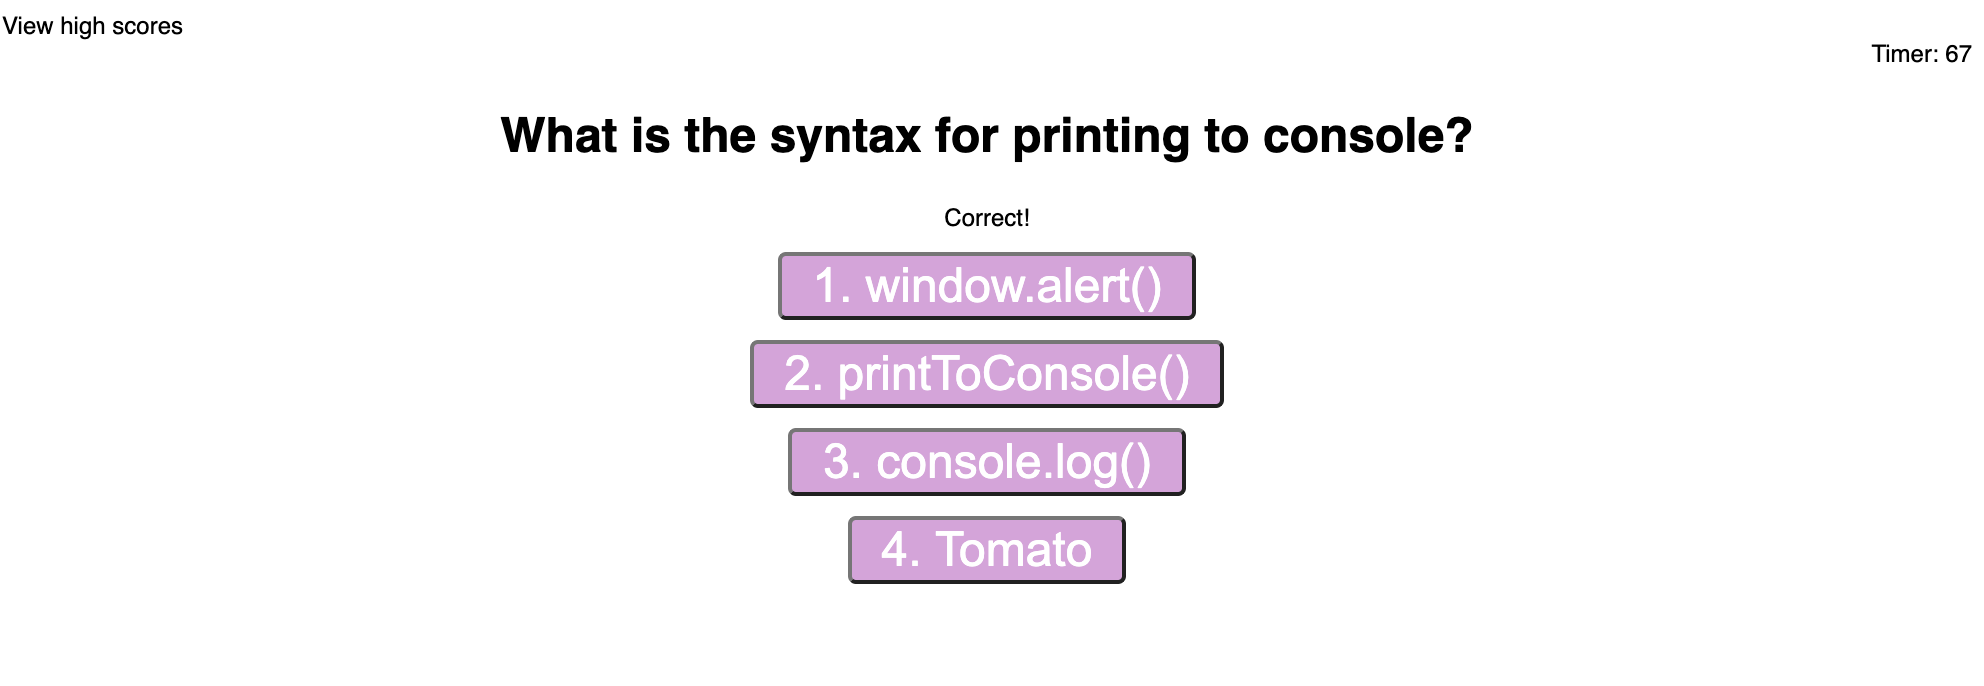 View high scores
Timer: 67
What is the syntax for printing to console?
Correct!
1. window.alert()
2. printToConsole()
3. console.log()
4. Tomato